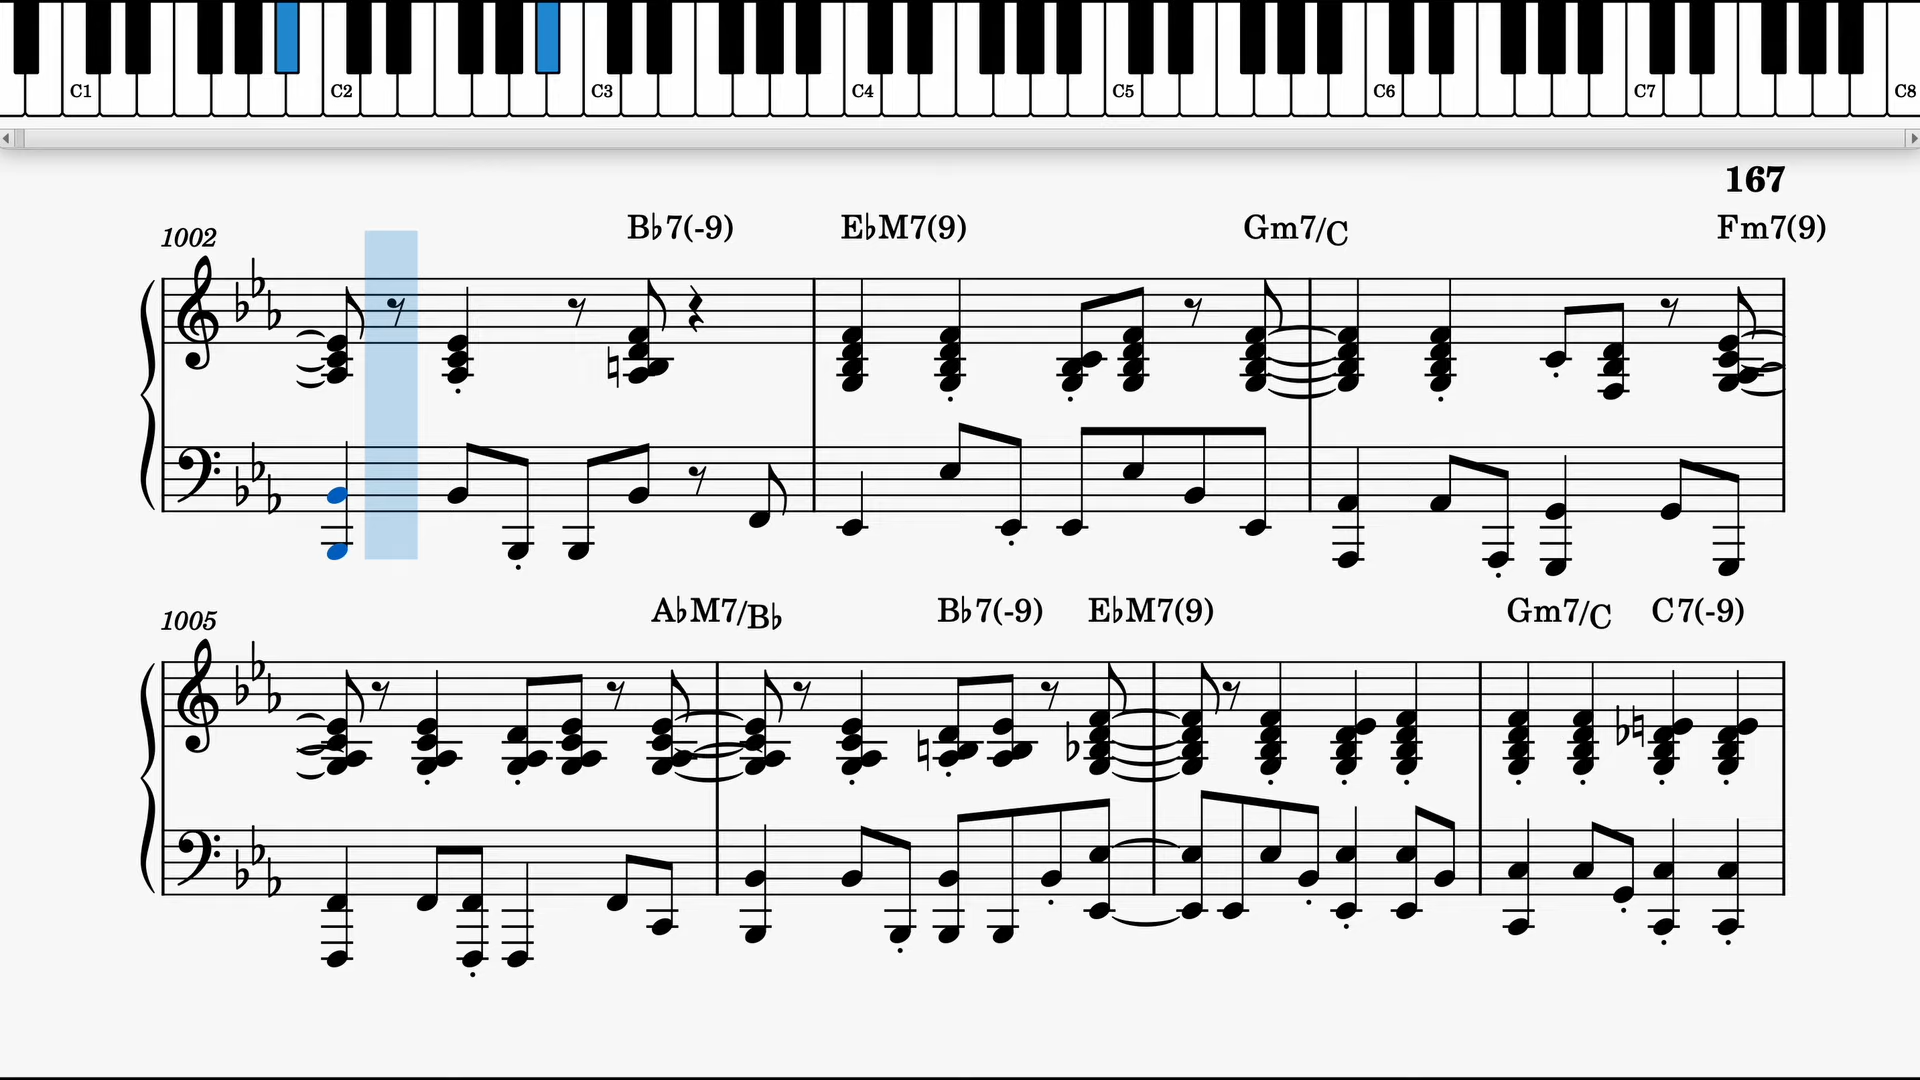 C1 C2 C3 C4 C5 C6 C7 C8
167
1002 B♭7(-9) E♭M7(9) Gm7/C Fm7(9)
1005 A♭M7/B♭ B♭7(-9) E♭M7(9) Gm7/C C7(-9)